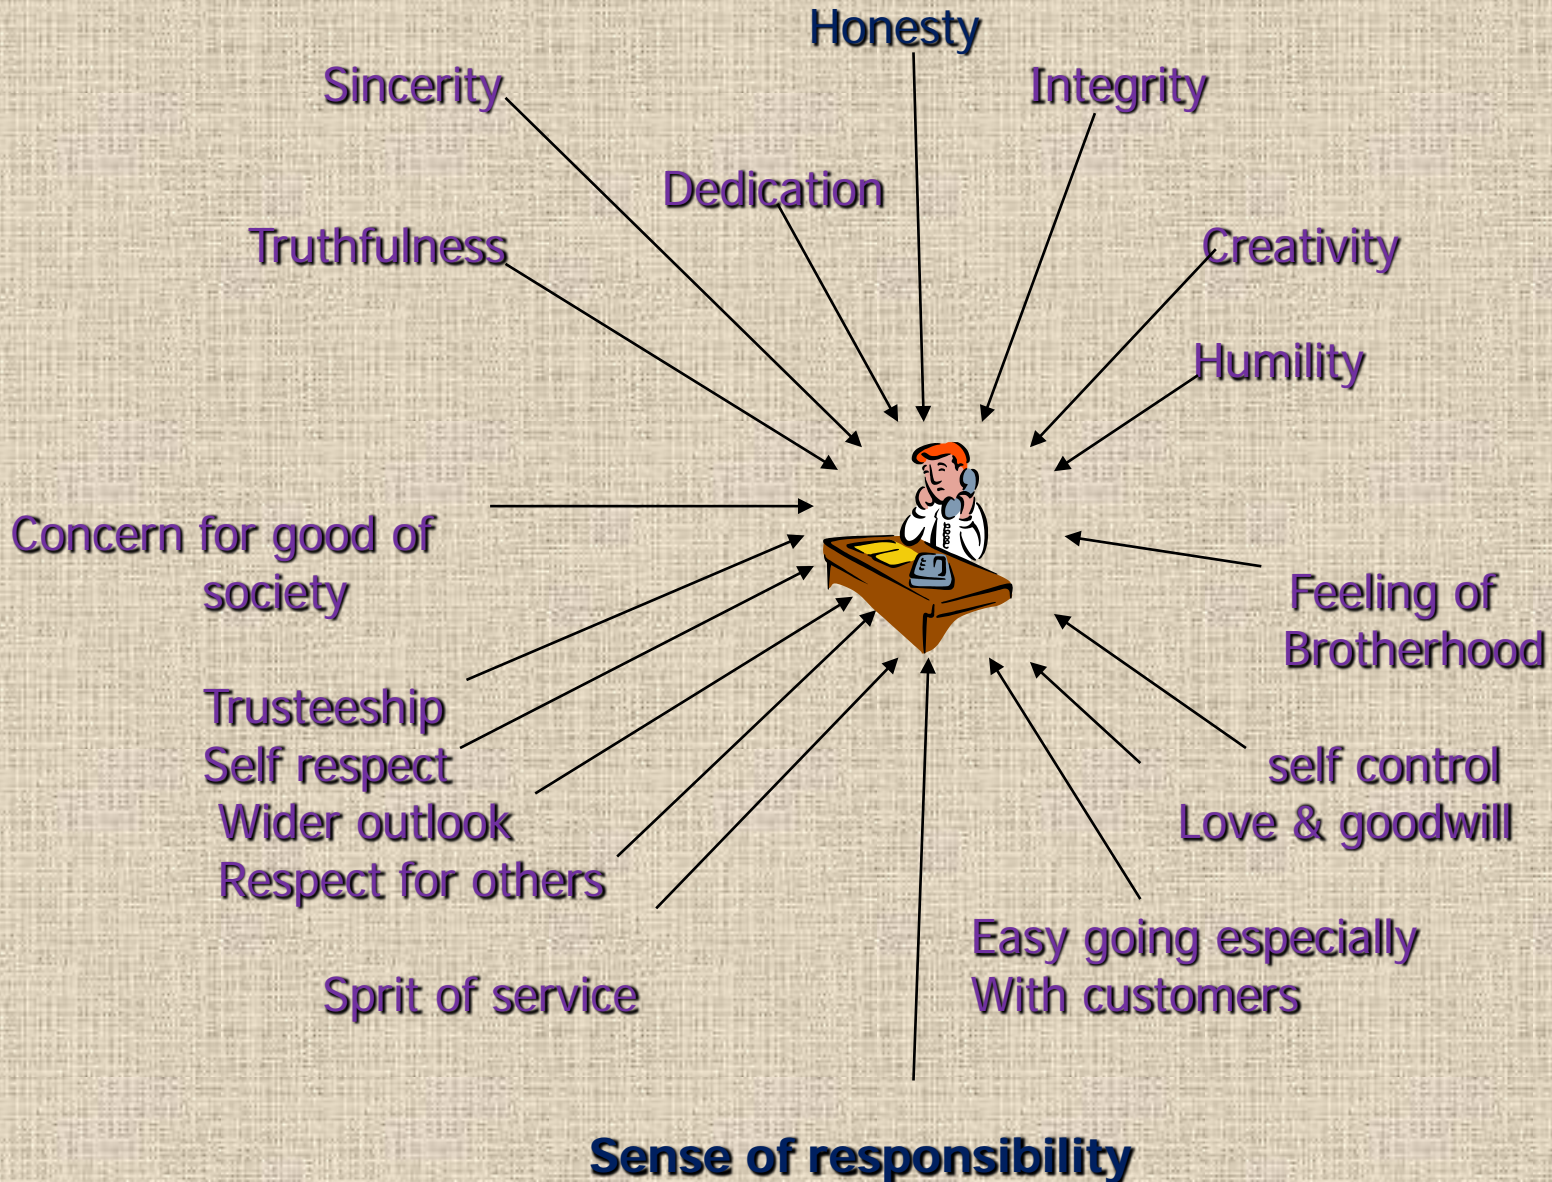 Honesty
Sincerity
Integrity
Dedication
Truthfulness
Creativity
Humility
Concern for good of
society
Feeling of
Brotherhood
Trusteeship
Self respect
self control
Wider outlook
Love & goodwill
Respect for others
Easy going especially
With customers
Sprit of service
Sense of responsibility